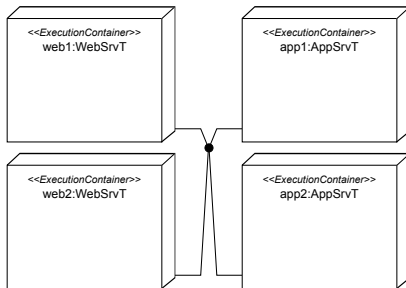 <<ExecutionContainer>>
web1:WebSrvT
<<ExecutionContainer>>
app1:AppSrvT
<<ExecutionContainer>>
web2:WebSrvT
<<ExecutionContainer>>
app2:AppSrvT